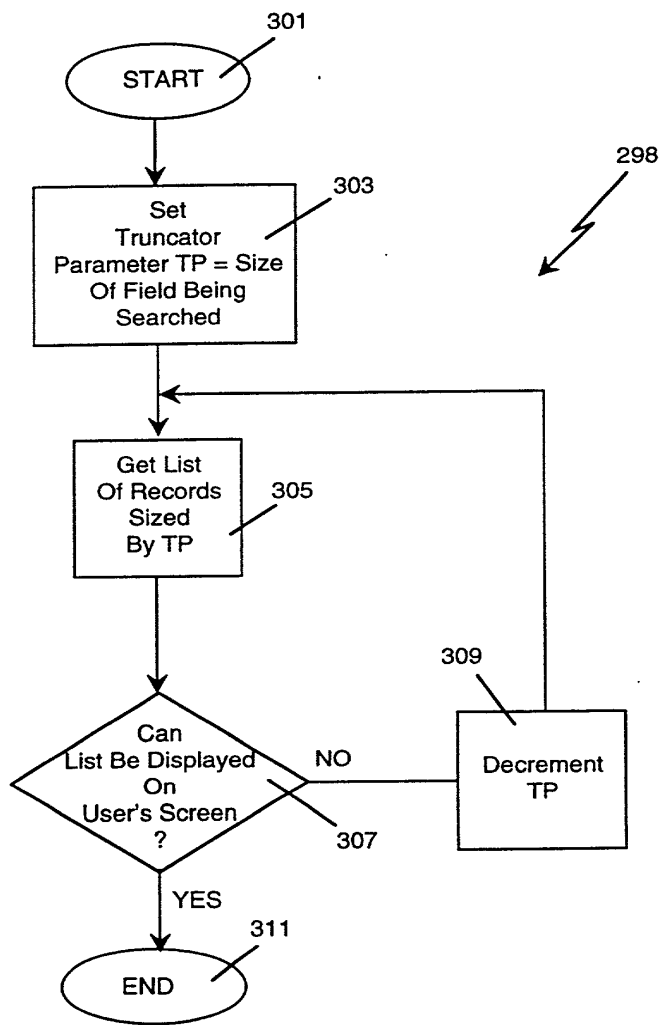 301
START
298
303
Set
Truncator
Parameter TP = Size
Of Field Being
Searched
Get List
Of Records
Sized
By TP
305
309
Can
List Be Displayed
On
User's Screen
?
NO
307
Decrement
TP
YES
311
END